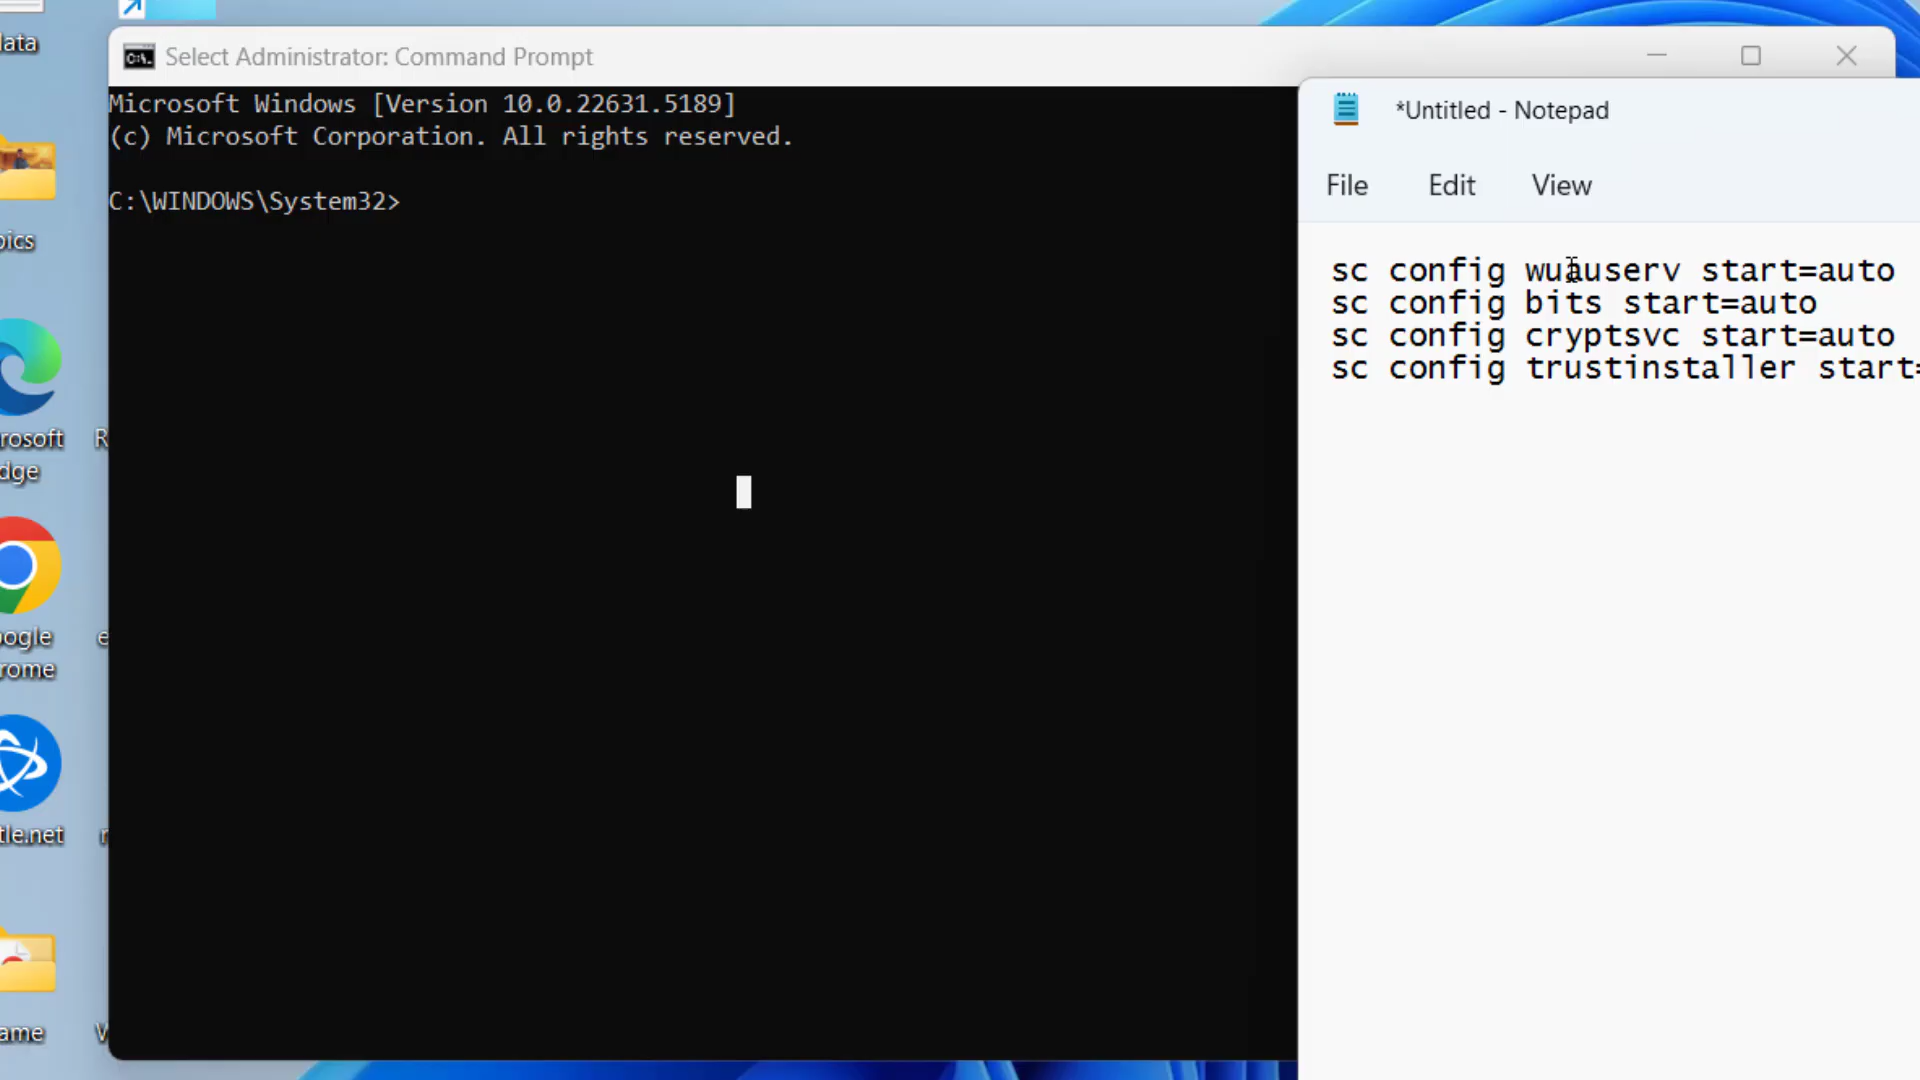 Select Administrator: Command Prompt
Microsoft Windows [Version 10.0.22631.5189]
(c) Microsoft Corporation. All rights reserved.
C:\WINDOWS\System32>
*Untitled - Notepad
File Edit View
sc config wuauserv start=auto
sc config bits start=auto
sc config cryptsvc start=auto
sc config trustinstaller start=
lata
pics
rosoft
dge
ogle
rome
tle.net
ame